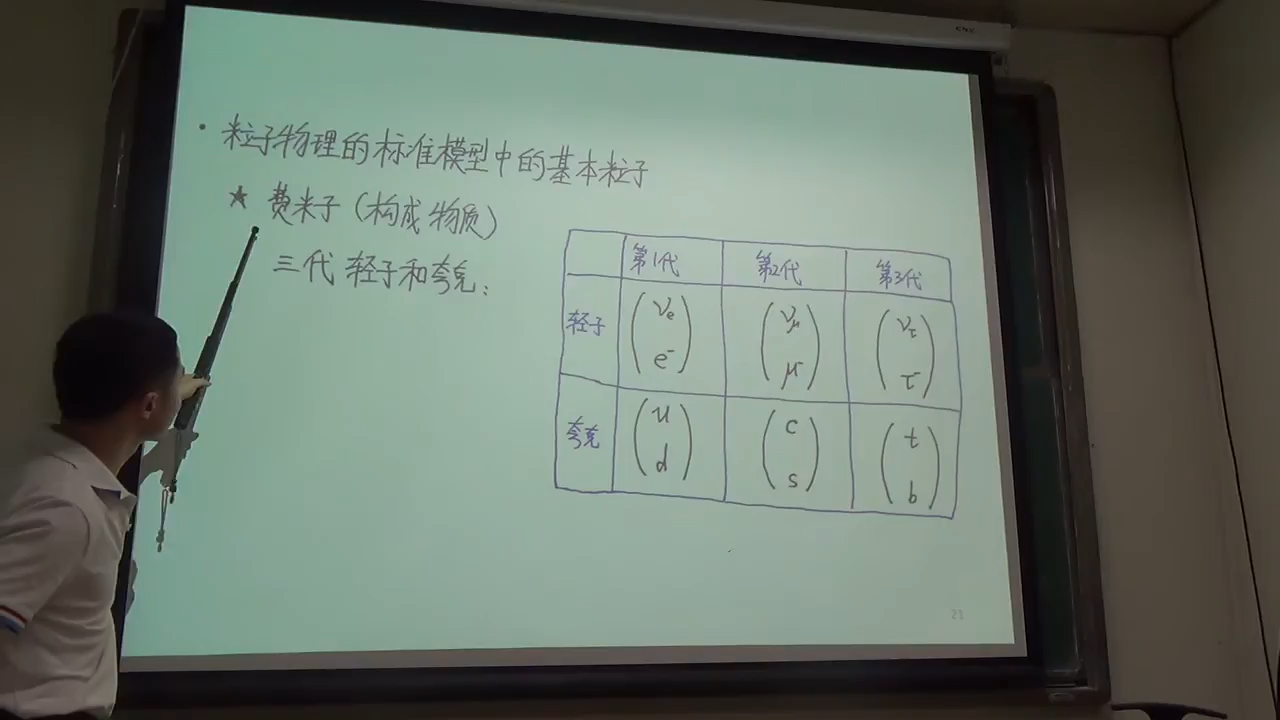 • 粒子物理的标准模型中的基本粒子
★ 费米子（构成物质）
三代 轻子和夸克：
第1代 第2代 第3代
轻子 (νe e⁻) (νμ μ⁻) (ντ τ⁻)
夸克 (u d) (c s) (t b)
21